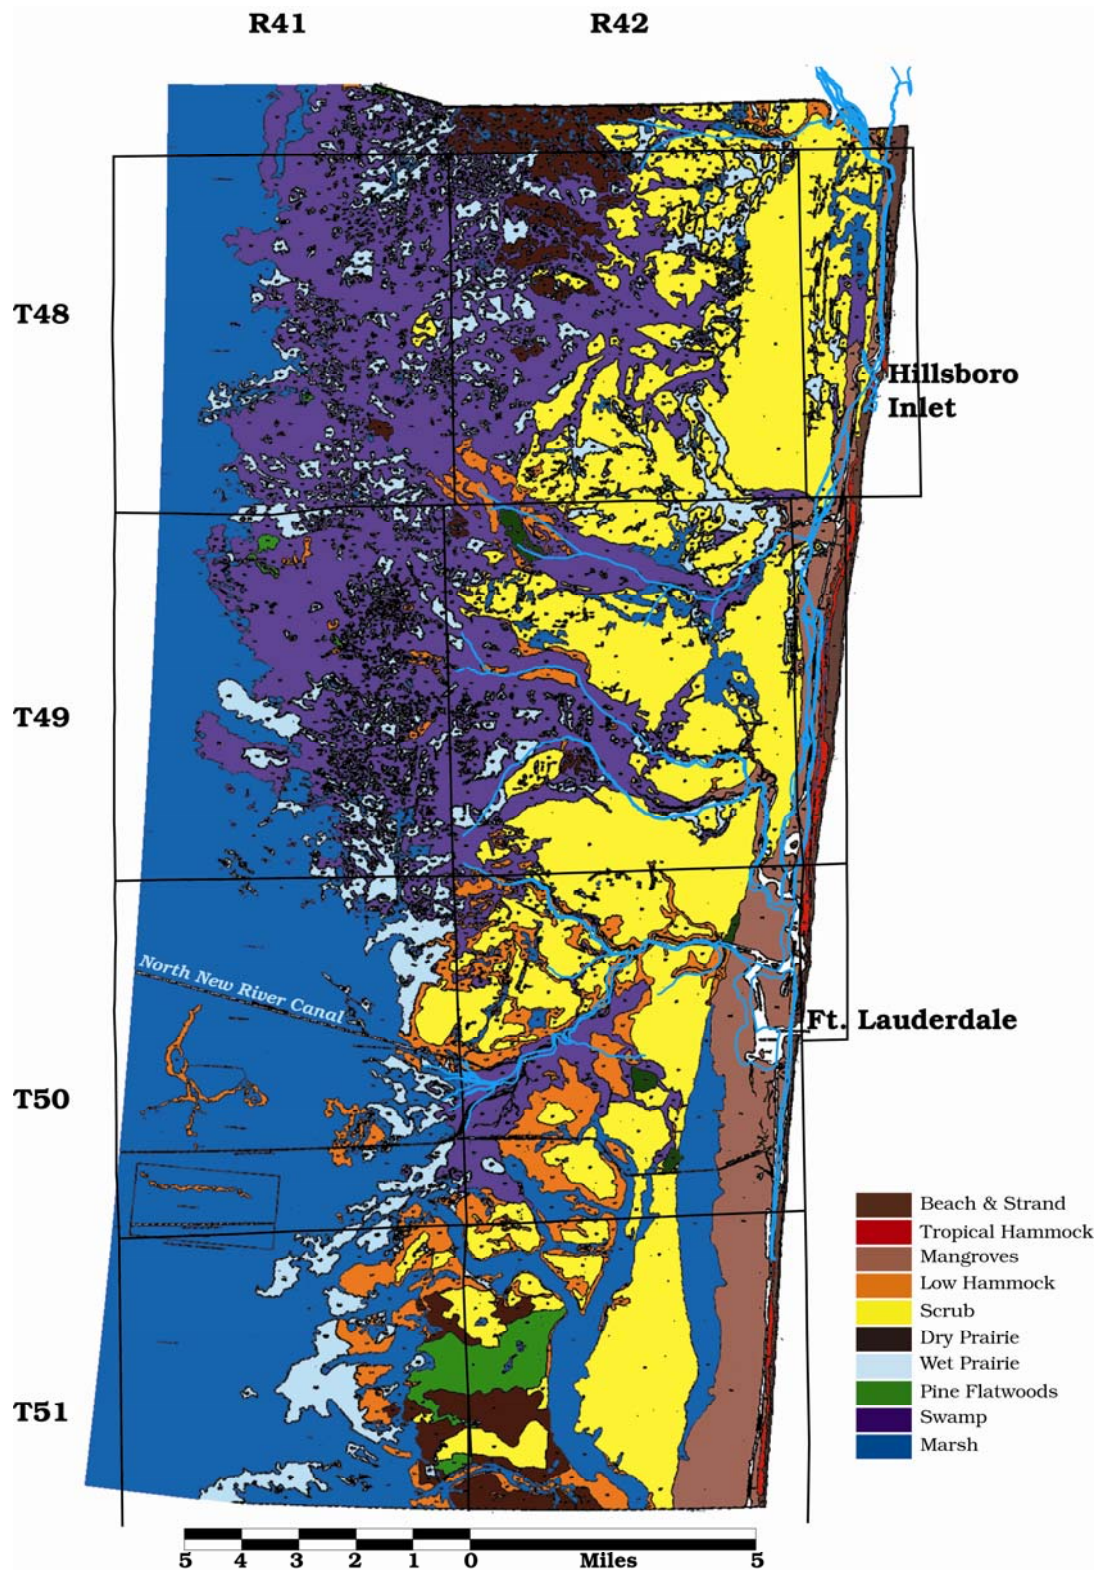 R41 R42
T48
Hillsboro
Inlet
T49
North New River Canal
Ft. Lauderdale
T50
Beach & Strand
Tropical Hammock
Mangroves
Low Hammock
Scrub
Dry Prairie
Wet Prairie
Pine Flatwoods
Swamp
Marsh
T51
5 4 3 2 1 0 Miles 5